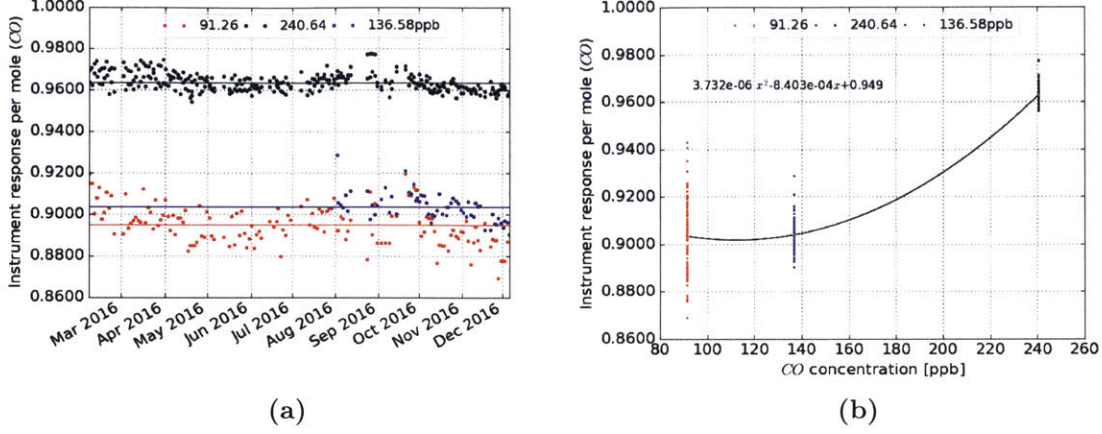 91.26 240.64 136.58ppb
Instrument response per mole (CO)
1.0000
0.9800
0.9600
0.9400
0.9200
0.9000
0.8800
0.8600
Mar 2016
Apr 2016
May 2016
Jun 2016
Jul 2016
Aug 2016
Sep 2016
Oct 2016
Nov 2016
Dec 2016
(a)
91.26 240.64 136.58ppb
3.732e-06 x²-8.403e-04x+0.949
Instrument response per mole (CO)
1.0000
0.9800
0.9600
0.9400
0.9200
0.9000
0.8800
0.8600
80 100 120 140 160 180 200 220 240 260
CO concentration [ppb]
(b)